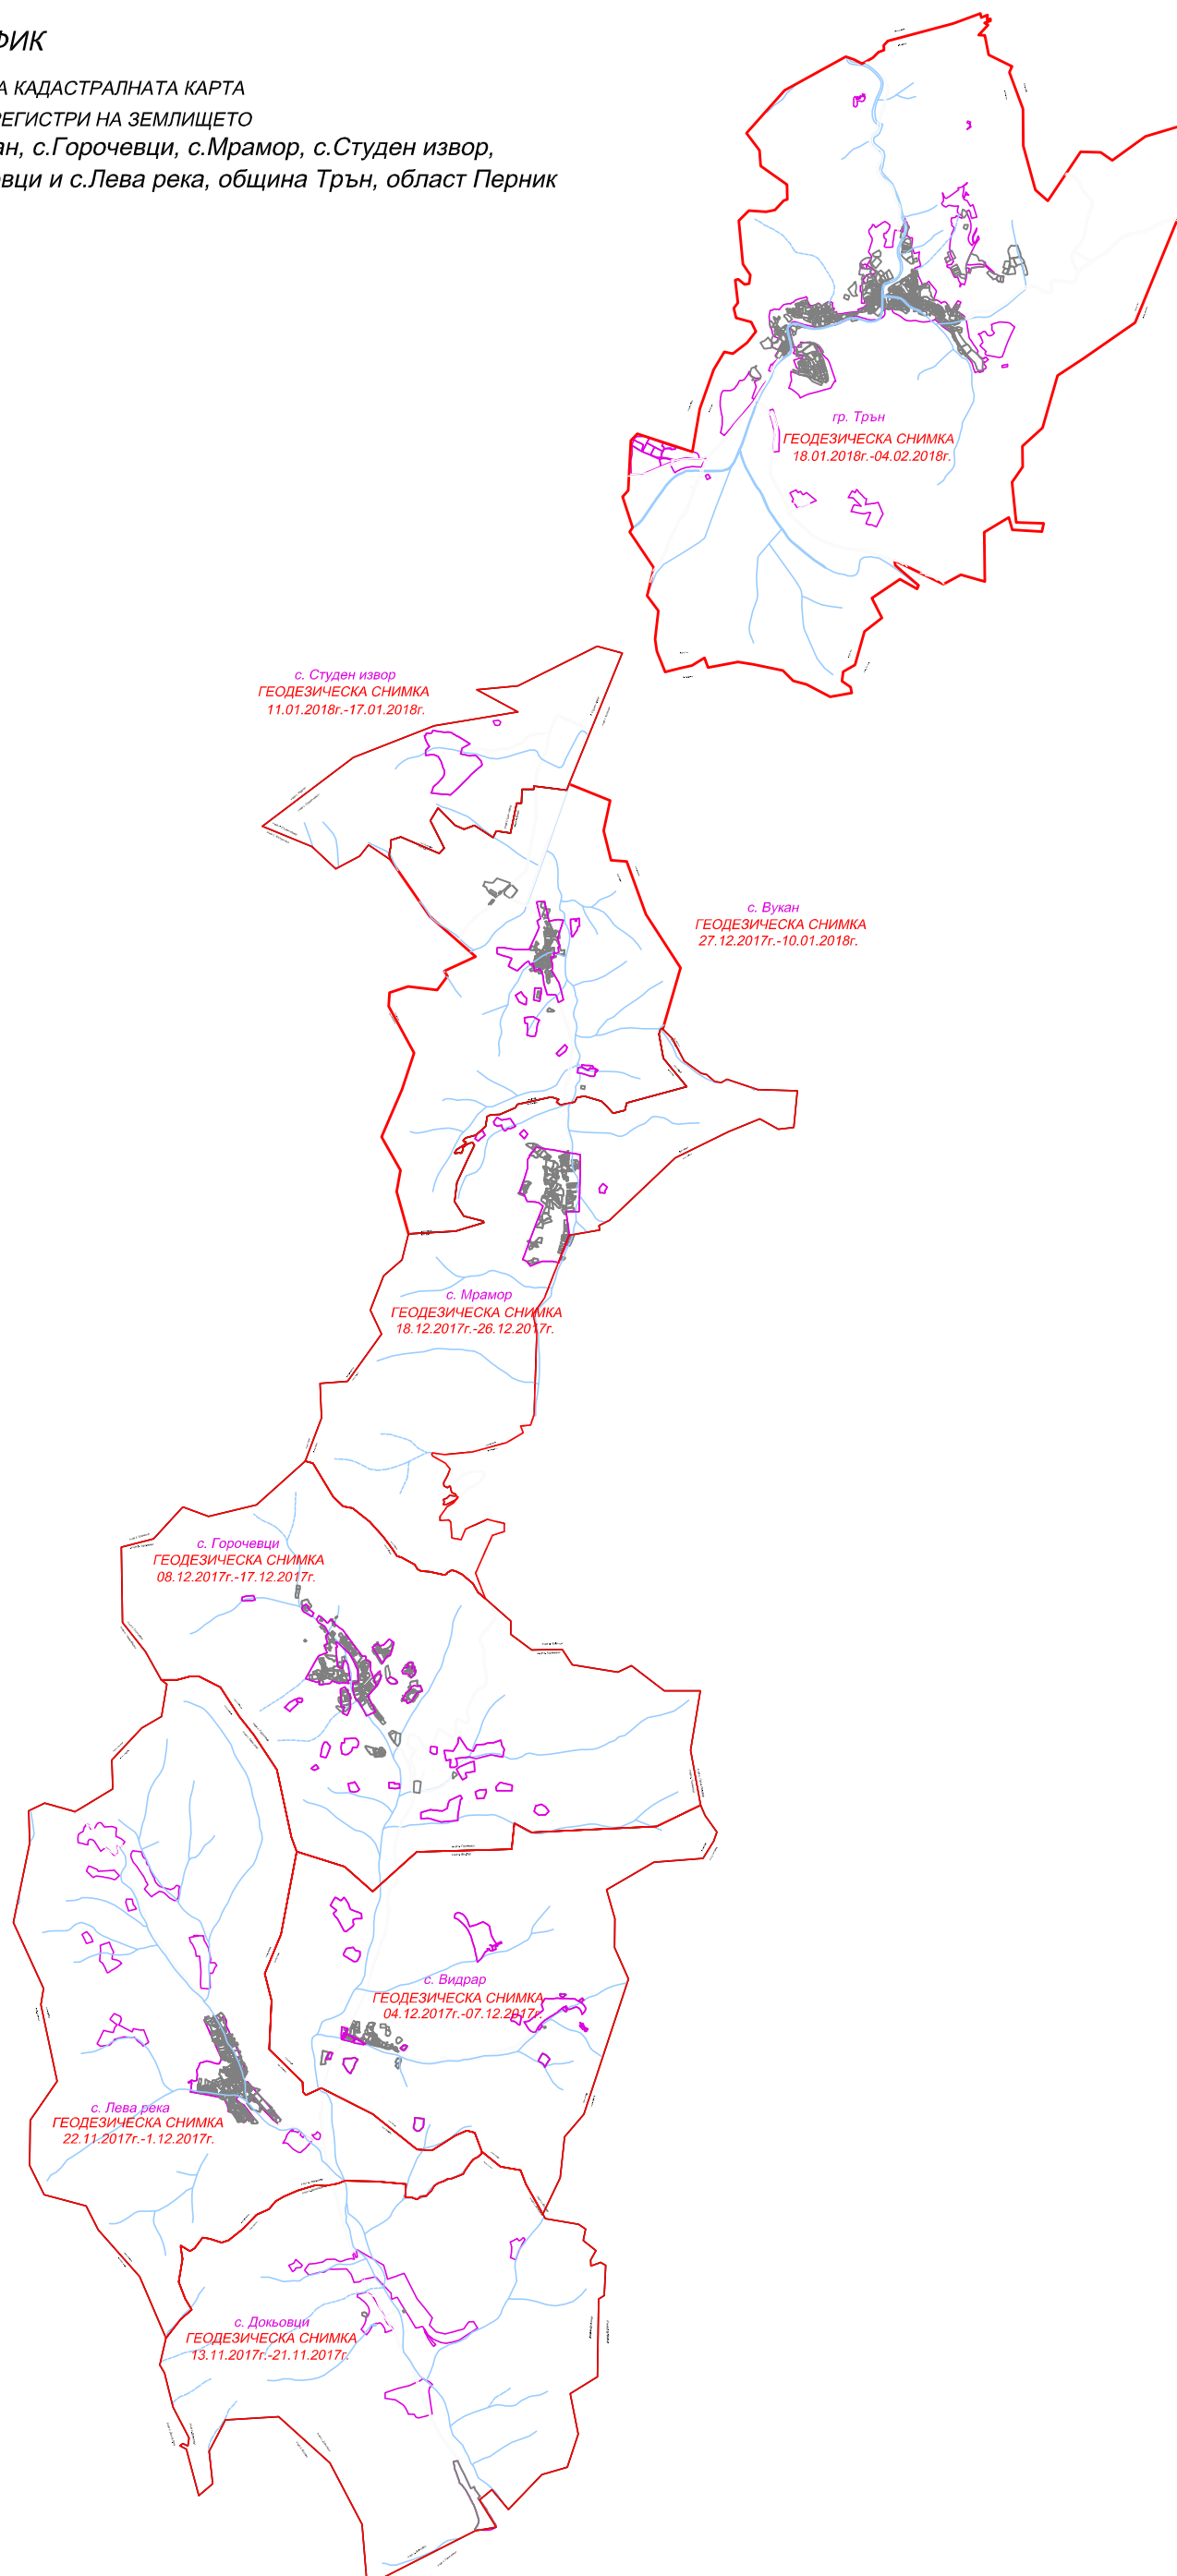 ФИК
А КАДАСТРАЛНАТА КАРТА
РЕГИСТРИ НА ЗЕМЛИЩЕТО
ан, с.Горочевци, с.Мрамор, с.Студен извор,
овци и с.Лева река, община Трън, област Перник
гр. Трън
ГЕОДЕЗИЧЕСКА СНИМКА
18.01.2018г.-04.02.2018г.
с. Студен извор
ГЕОДЕЗИЧЕСКА СНИМКА
11.01.2018г.-17.01.2018г.
с. Вукан
ГЕОДЕЗИЧЕСКА СНИМКА
27.12.2017г.-10.01.2018г.
с. Мрамор
ГЕОДЕЗИЧЕСКА СНИМКА
18.12.2017г.-26.12.2017г.
с. Горочевци
ГЕОДЕЗИЧЕСКА СНИМКА
08.12.2017г.-17.12.2017г.
с. Видрар
ГЕОДЕЗИЧЕСКА СНИМКА
04.12.2017г.-07.12.2017г.
с. Лева река
ГЕОДЕЗИЧЕСКА СНИМКА
22.11.2017г.-1.12.2017г.
с. Докьовци
ГЕОДЕЗИЧЕСКА СНИМКА
13.11.2017г.-21.11.2017г.